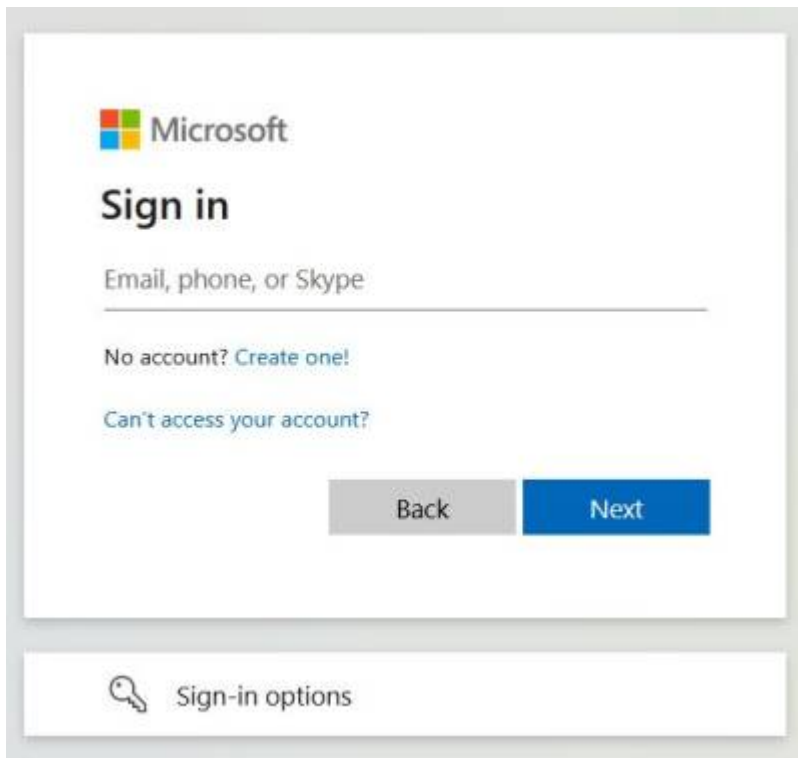 Microsoft
Sign in
Email, phone, or Skype
No account? Create one!
Can't access your account?
Back Next
Sign-in options